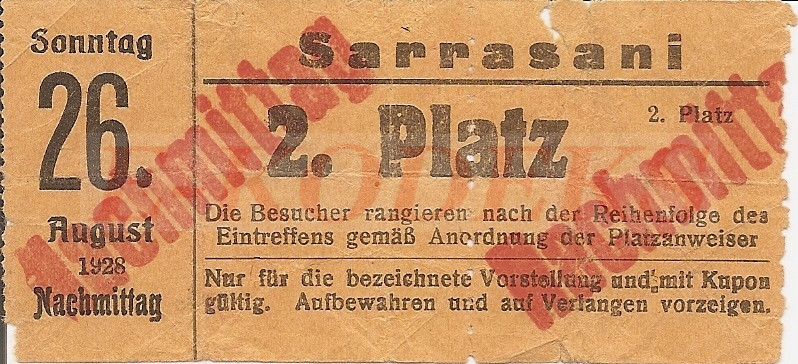 Sonntag
26.
August
1928
Nachmittag
Sarrasani
2. Platz
2. Platz
Die Besucher rangieren nach der Reihenfolge des
Eintreffens gemäß Anordnung der Platzanweiser
Nur für die bezeichnete Vorstellung und mit Kupon
gültig. Aufbewahren und auf Verlangen vorzeigen.
Nachmittag
Nachmitta